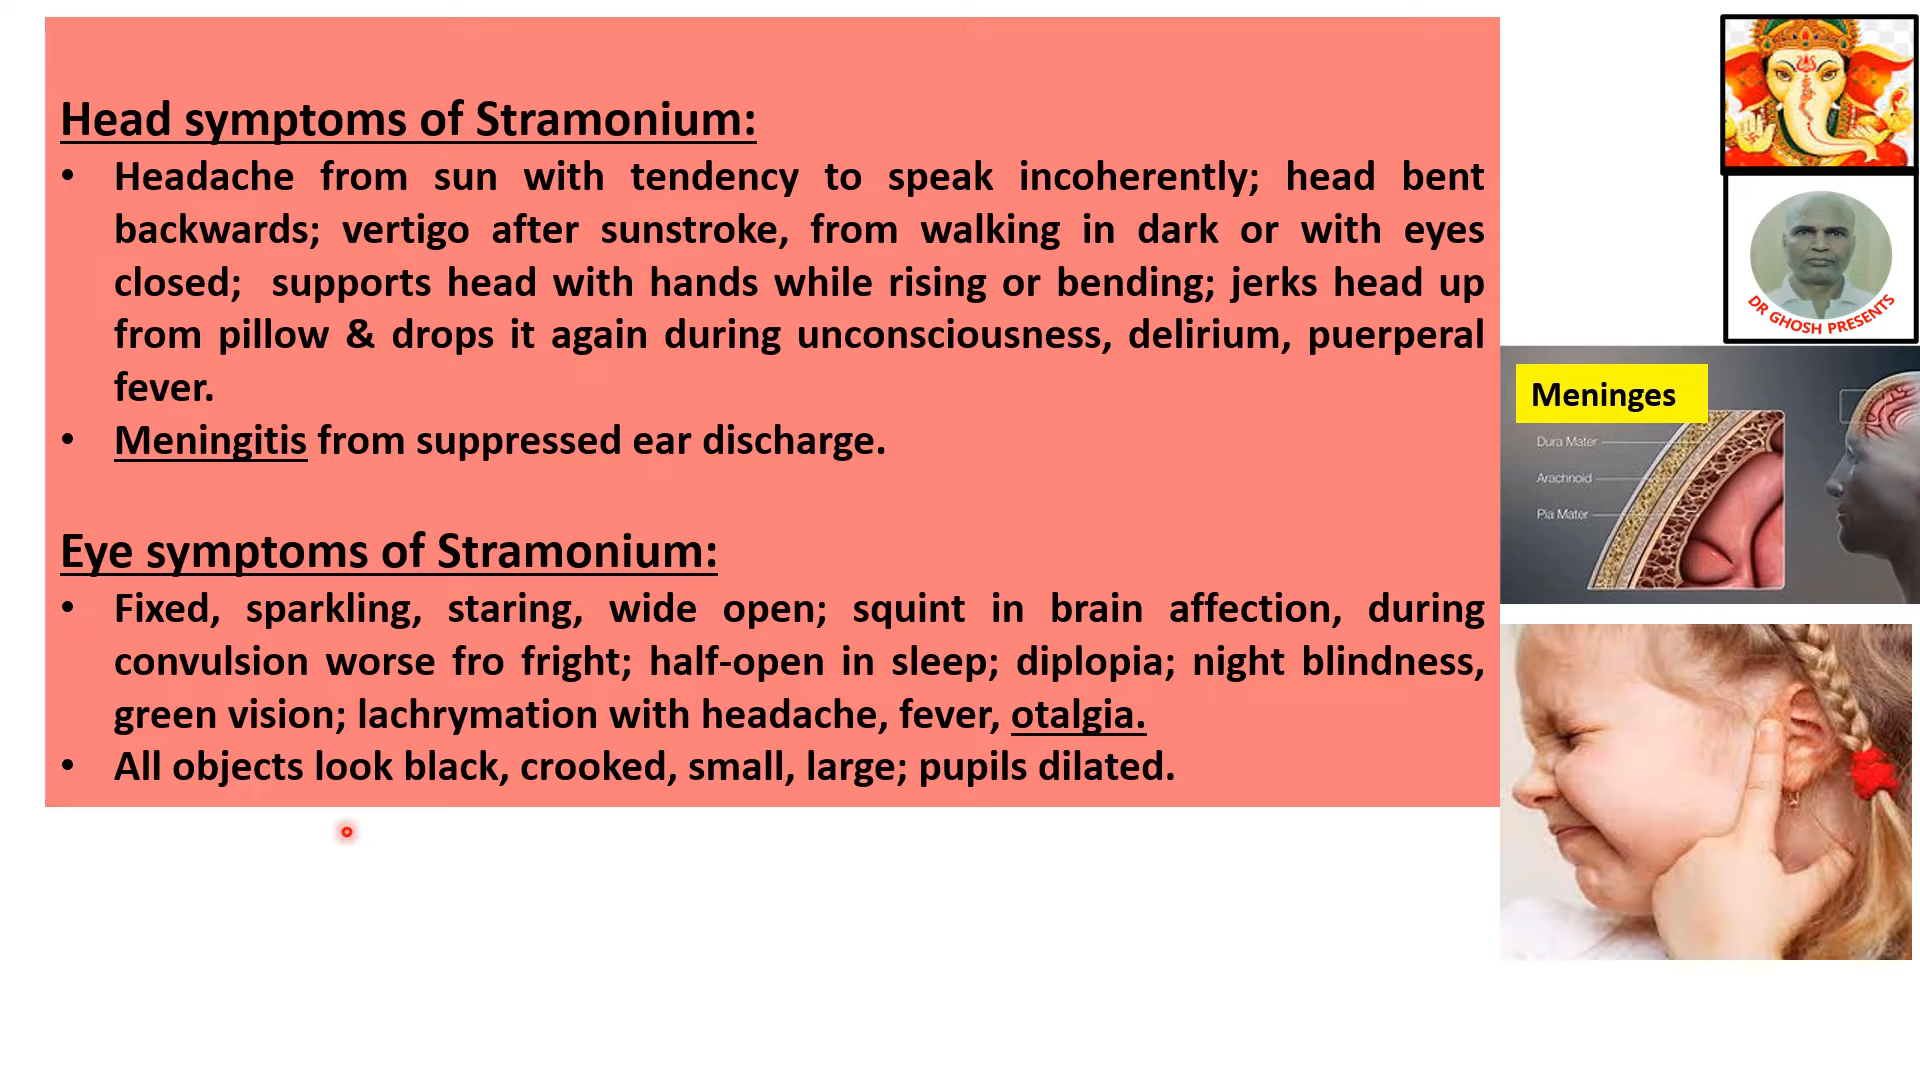 Head symptoms of Stramonium:
• Headache from sun with tendency to speak incoherently; head bent
backwards; vertigo after sunstroke, from walking in dark or with eyes
closed; supports head with hands while rising or bending; jerks head up
from pillow & drops it again during unconsciousness, delirium, puerperal
fever.
• Meningitis from suppressed ear discharge.
Eye symptoms of Stramonium:
• Fixed, sparkling, staring, wide open; squint in brain affection, during
convulsion worse fro fright; half-open in sleep; diplopia; night blindness,
green vision; lachrymation with headache, fever, otalgia.
• All objects look black, crooked, small, large; pupils dilated.
DR GHOSH PRESENTS
Meninges
Dura Mater
Arachnoid
Pia Mater